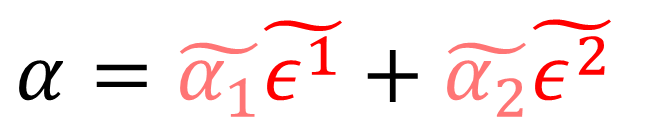 α = α̃₁ϵ̃¹ + α̃₂ϵ̃²